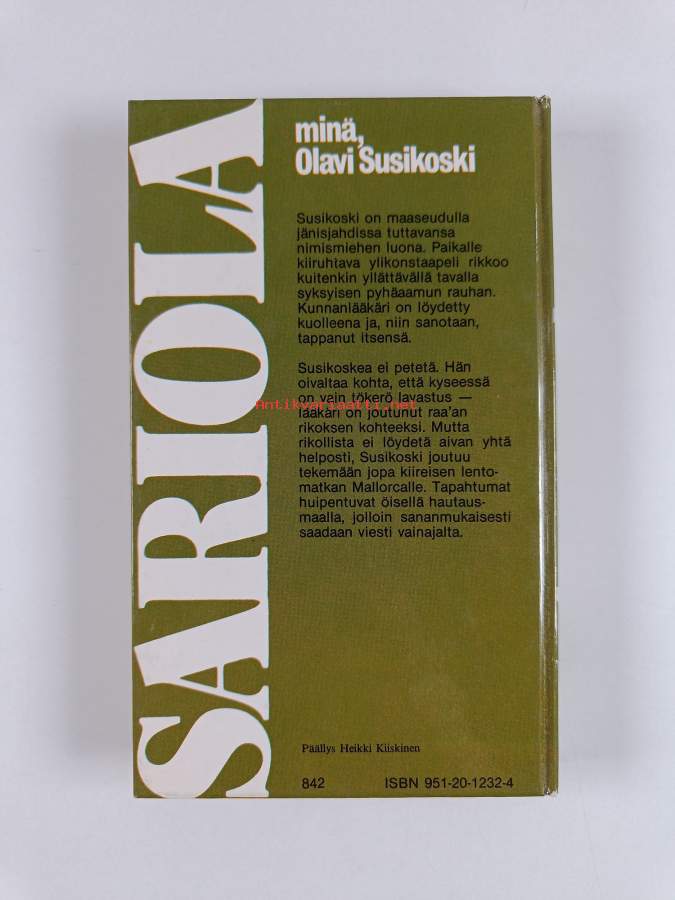 SARIOLA
minä,
Olavi Susikoski
Susikoski on maaseudulla
jänisjahdissa tuttavansa
nimismiehen luona. Paikalle
kiiruhtava ylikonstaapeli rikkoo
kuitenkin yllättävällä tavalla
syksyisen pyhäaamun rauhan.
Kunnanlääkäri on löydetty
kuolleena ja, niin sanotaan,
tappanut itsensä.
Susikoskea ei petetä. Hän
oivaltaa kohta, että kyseessä
on vein tökerö lavastus —
lääkäri on joutunut raa'an
rikoksen kohteeksi. Mutta
rikollista ei löydetä aivan yhtä
helposti, Susikoski joutuu
tekemään jopa kiireisen lento-
matkan Mallorcalle. Tapahtumat
huipentuvat öisellä hautaus-
maalla, jolloin sananmukaisesti
saadaan viesti vainajalta.
Antikvariaatti.net
Päällys Heikki Kiiskinen
842 ISBN 951-20-1232-4